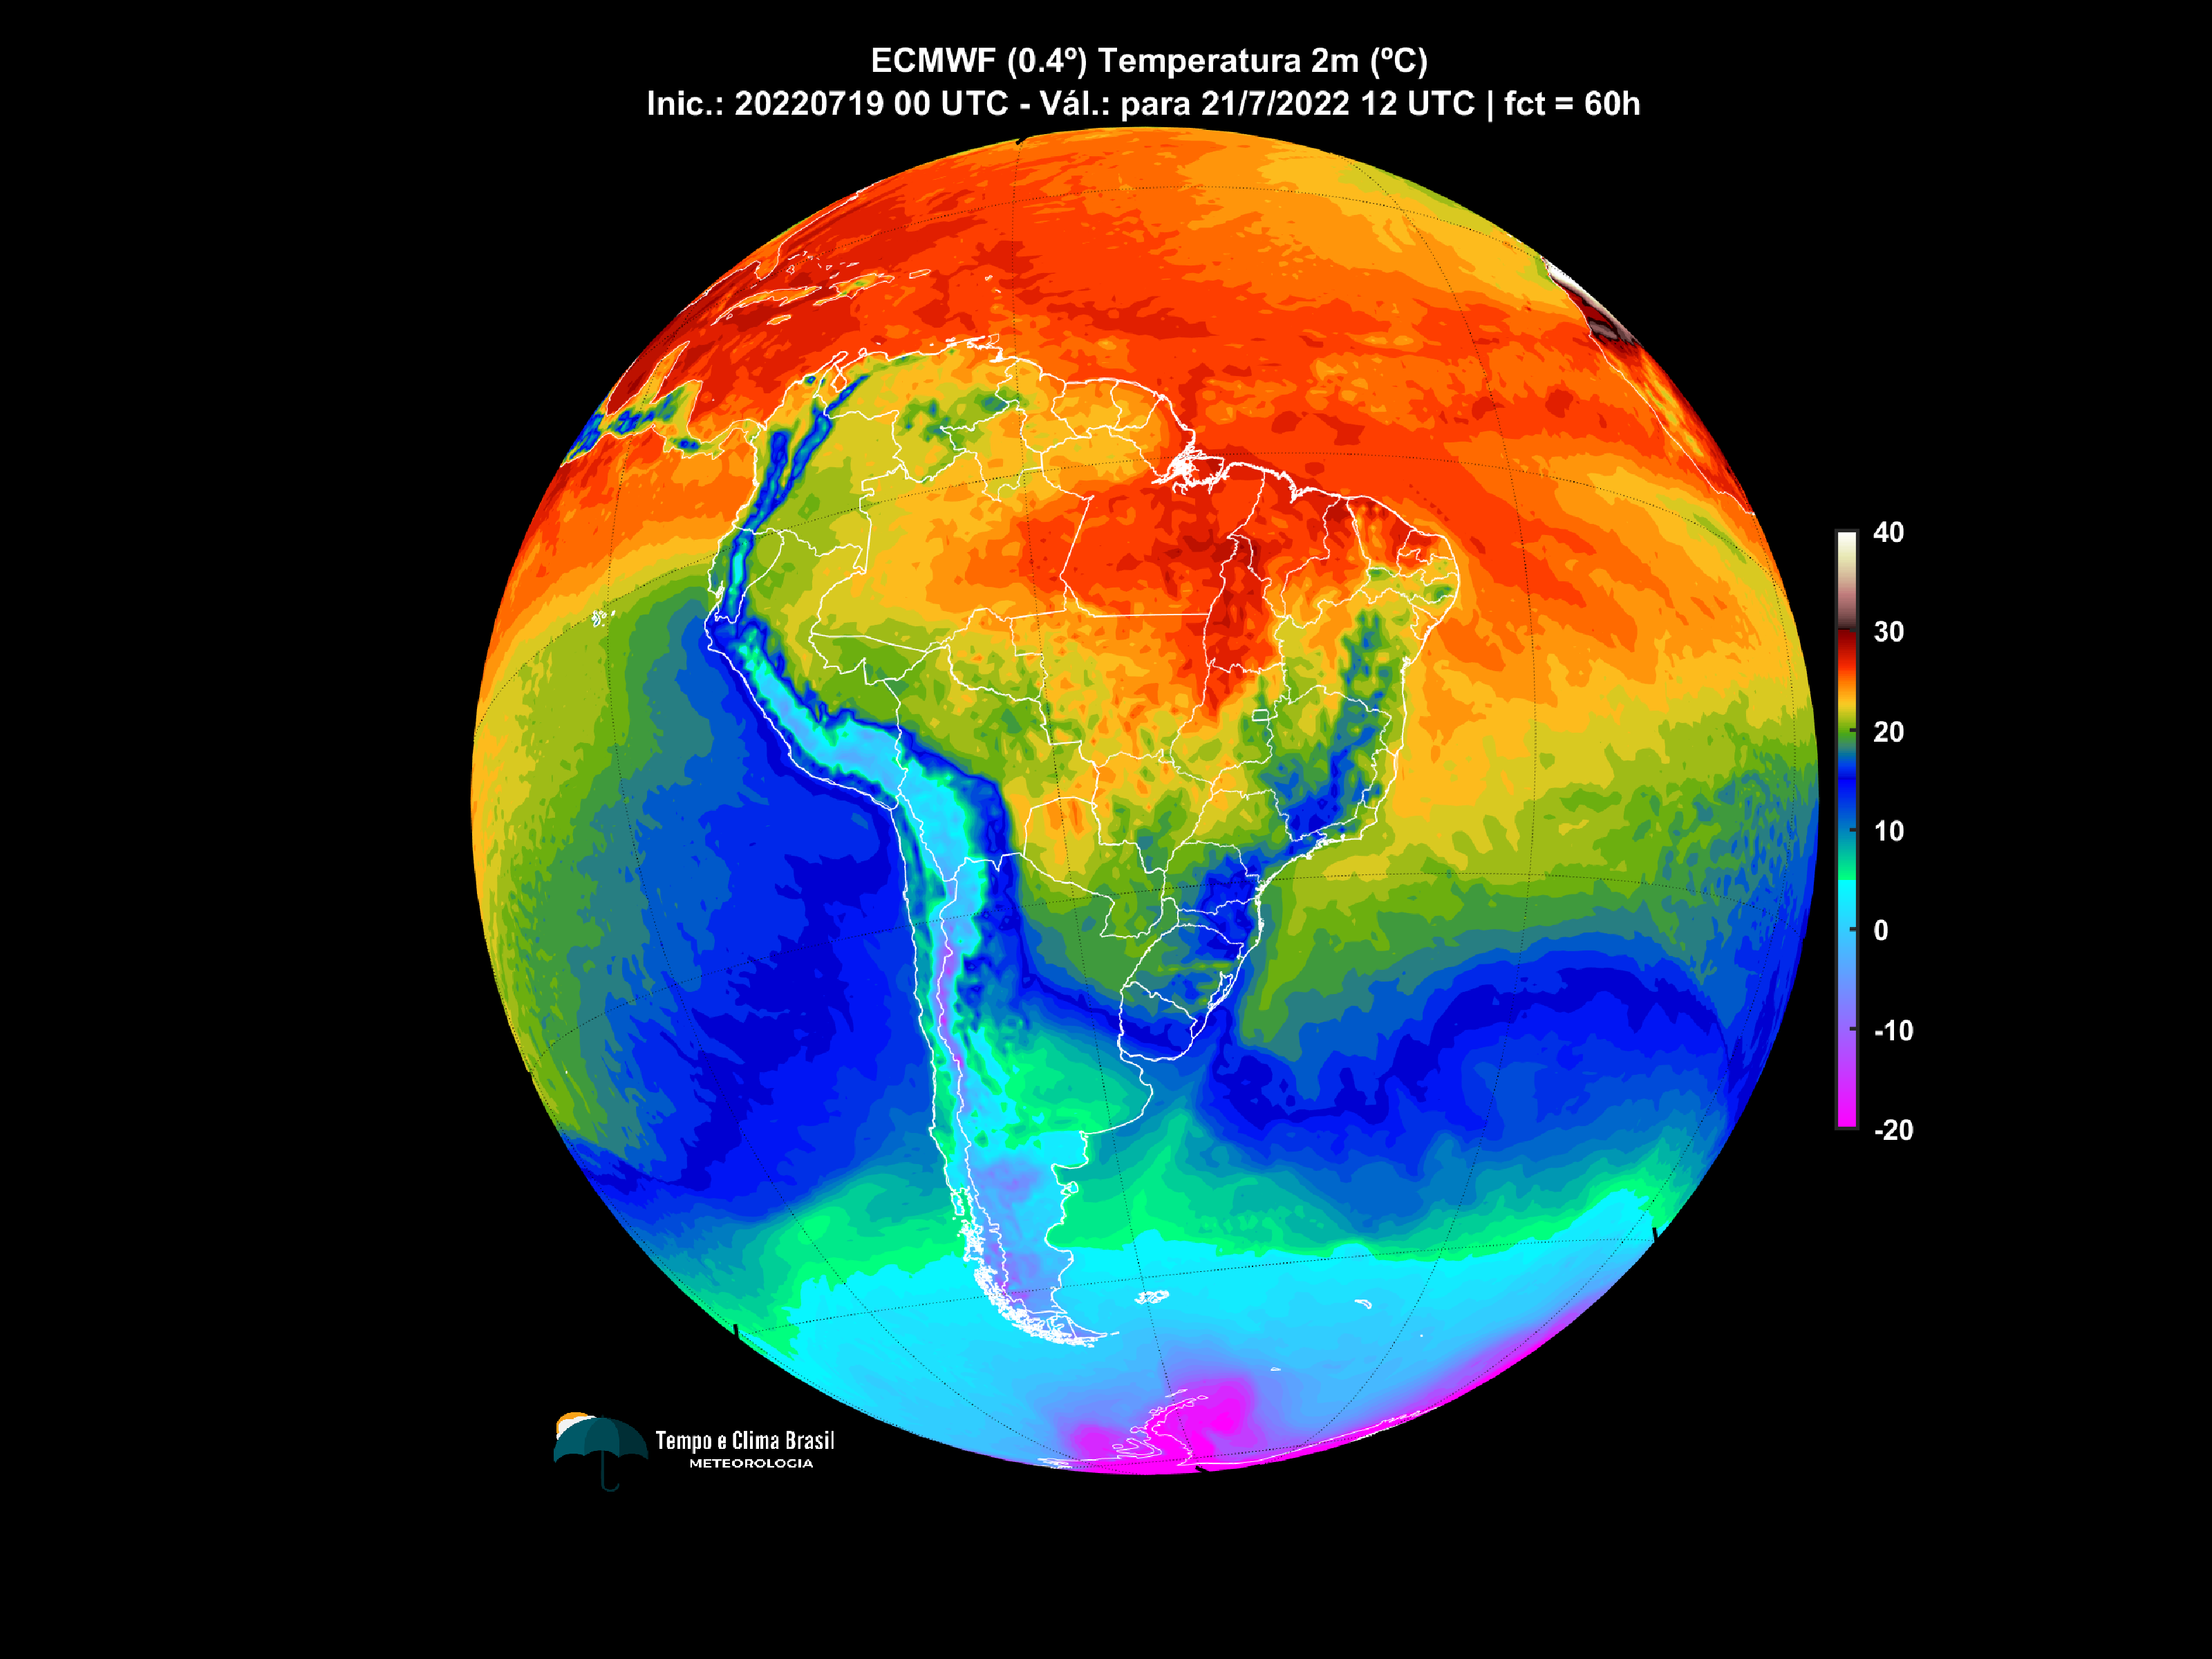 ECMWF (0.4º) Temperatura 2m (ºC)
Inic.: 20220719 00 UTC - Vál.: para 21/7/2022 12 UTC | fct = 60h
40
30
20
10
0
-10
-20
Tempo e Clima Brasil
METEOROLOGIA